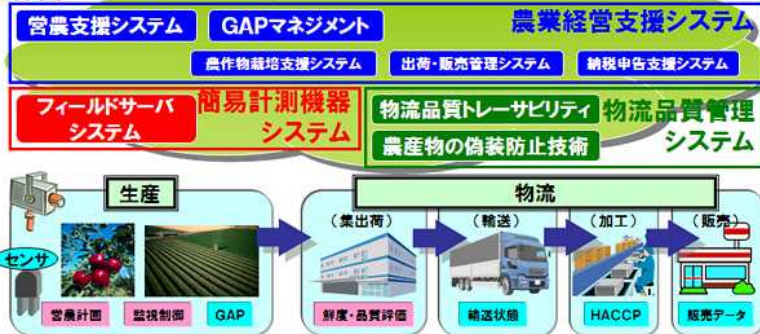 営農支援システム
GAPマネジメント
農業経営支援システム
農作物栽培支援システム
出荷・販売管理システム
納税申告支援システム
フィールドサーバ
システム
簡易計測機器
システム
物流品質トレーサビリティ
農産物の偽装防止技術
物流品質管理
システム
生産
物流
センサ
営農計画
監視制御
GAP
(集出荷)
(輸送)
(加工)
(販売)
鮮度・品質評価
輸送状態
HACCP
販売データ